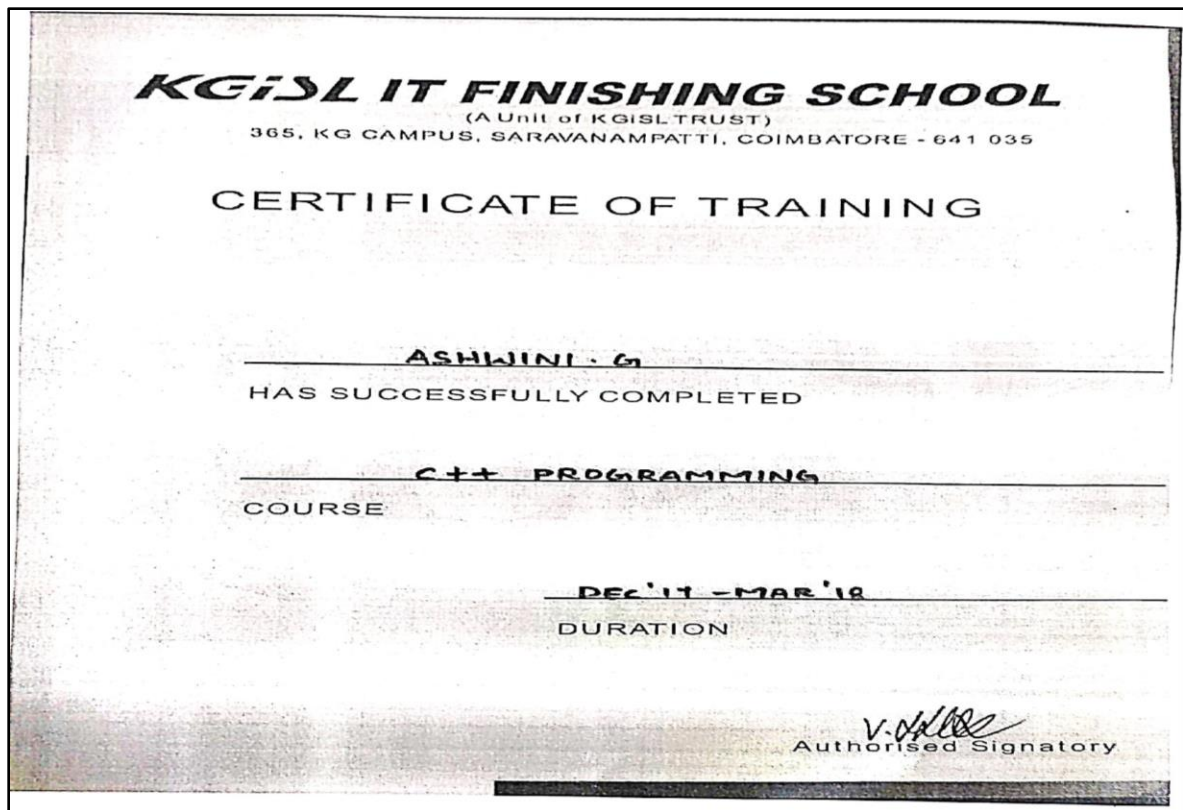 KGiSL IT FINISHING SCHOOL
(A Unit of KGiSL TRUST)
365, KG CAMPUS, SARAVANAMPATTI, COIMBATORE - 641 035
CERTIFICATE OF TRAINING
ASHWINI. G
HAS SUCCESSFULLY COMPLETED
C++ PROGRAMMING
COURSE
DEC'17 - MAR'18
DURATION
V.
Authorised Signatory